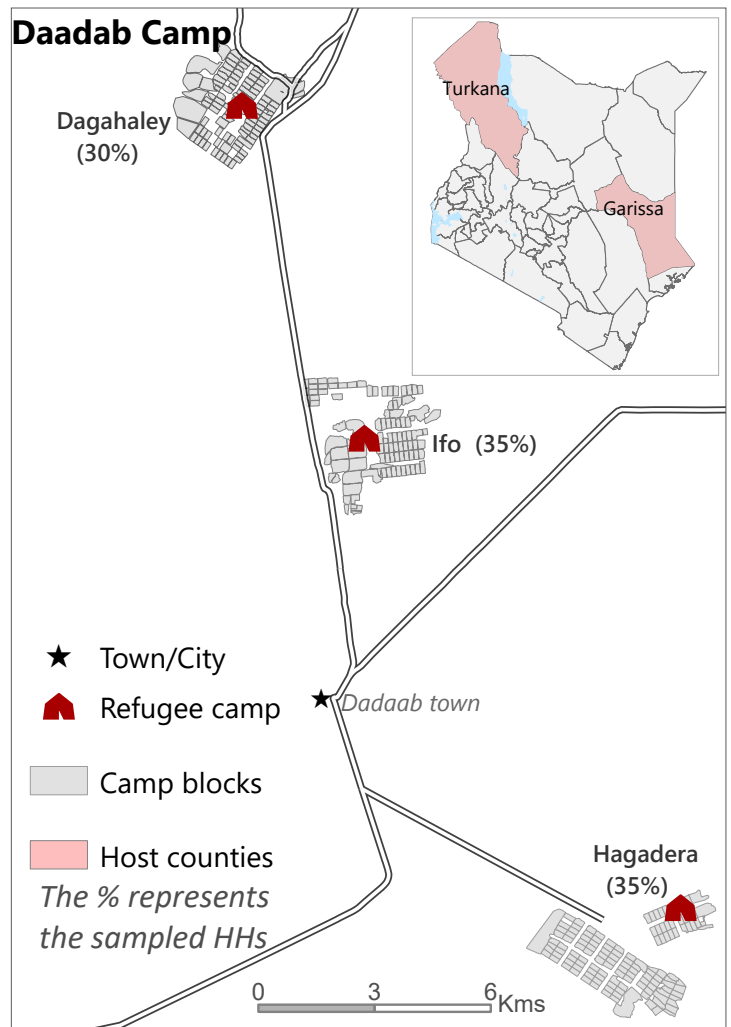 Daadab Camp
Dagahaley
(30%)
Turkana
Garissa
Ifo (35%)
Town/City
Refugee camp
Dadaab town
Camp blocks
Host counties
The % represents
the sampled HHs
Hagadera
(35%)
0 3 6 Kms